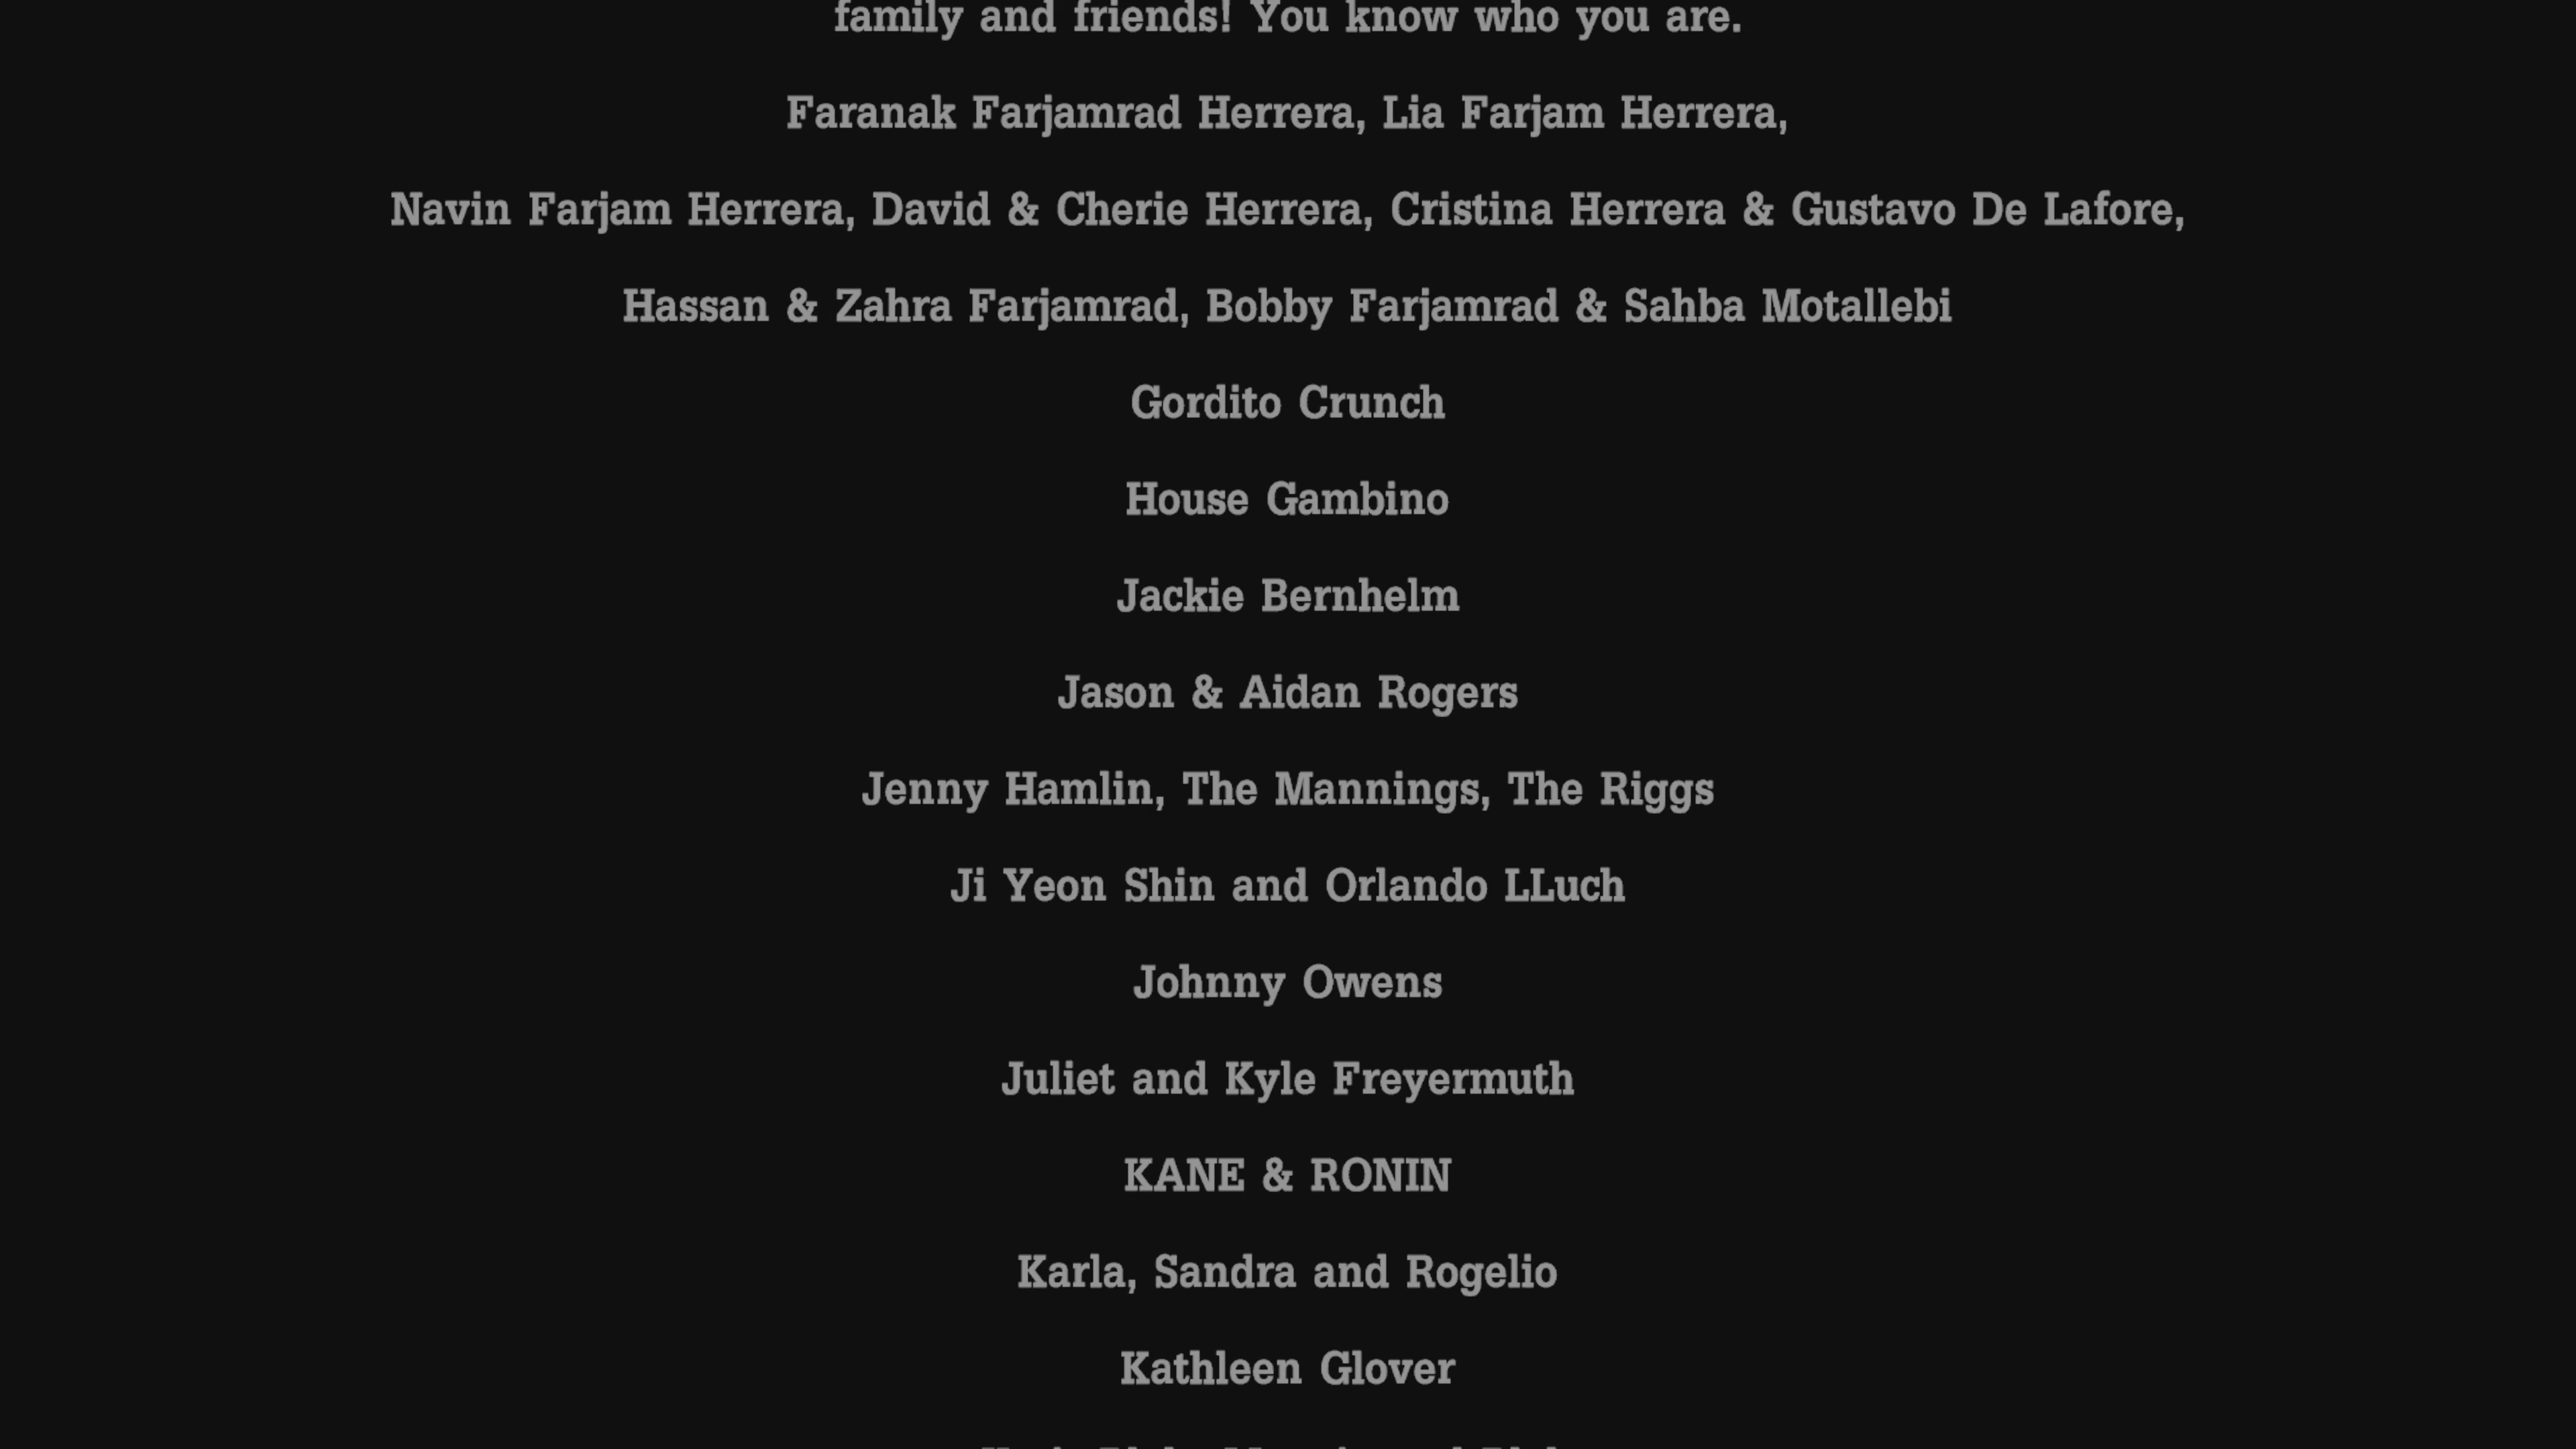 family and friends! You know who you are.
Faranak Farjamrad Herrera, Lia Farjam Herrera,
Navin Farjam Herrera, David & Cherie Herrera, Cristina Herrera & Gustavo De Lafore,
Hassan & Zahra Farjamrad, Bobby Farjamrad & Sahba Motallebi
Gordito Crunch
House Gambino
Jackie Bernhelm
Jason & Aidan Rogers
Jenny Hamlin, The Mannings, The Riggs
Ji Yeon Shin and Orlando LLuch
Johnny Owens
Juliet and Kyle Freyermuth
KANE & RONIN
Karla, Sandra and Rogelio
Kathleen Glover